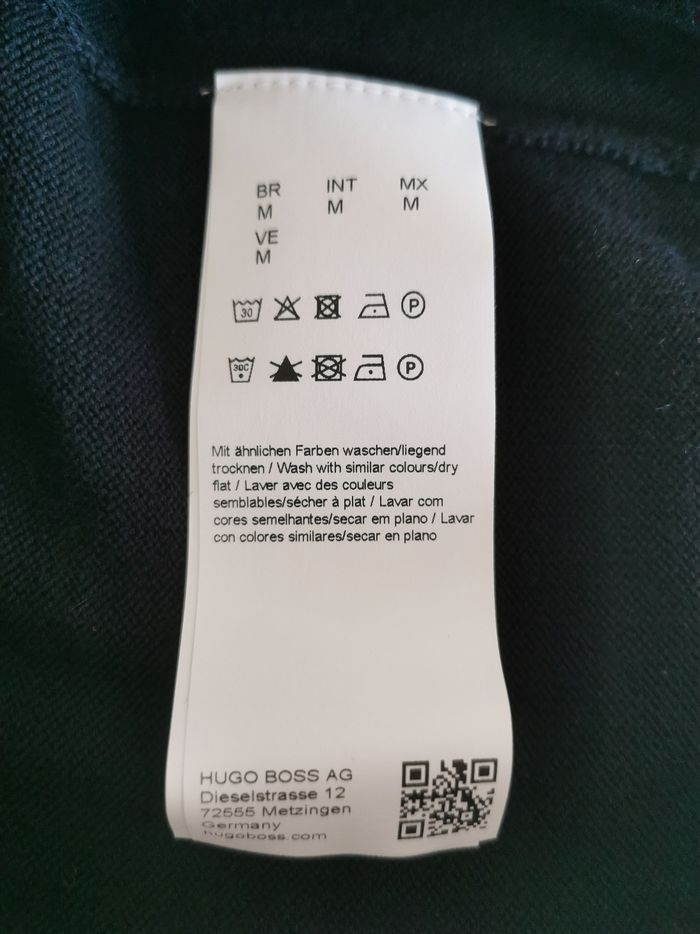 BR INT MX
M M M
VE
M
30 P
30C P
Mit ähnlichen Farben waschen/liegend
trocknen / Wash with similar colours/dry
flat / Laver avec des couleurs
semblables/sécher à plat / Lavar com
cores semelhantes/secar em plano / Lavar
con colores similares/secar en plano
HUGO BOSS AG
Dieselstrasse 12
72555 Metzingen
Germany
hugoboss.com